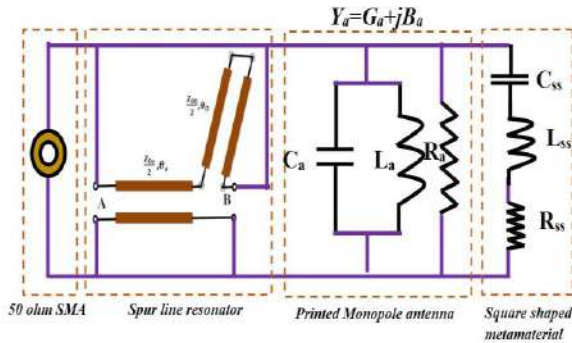 Yₐ=Gₐ+jBₐ
Cₐ
Lₐ
Rₐ
Css
Lss
Rss
A
B
50 ohm SMA
Spur line resonator
Printed Monopole antenna
Square shaped
metamaterial